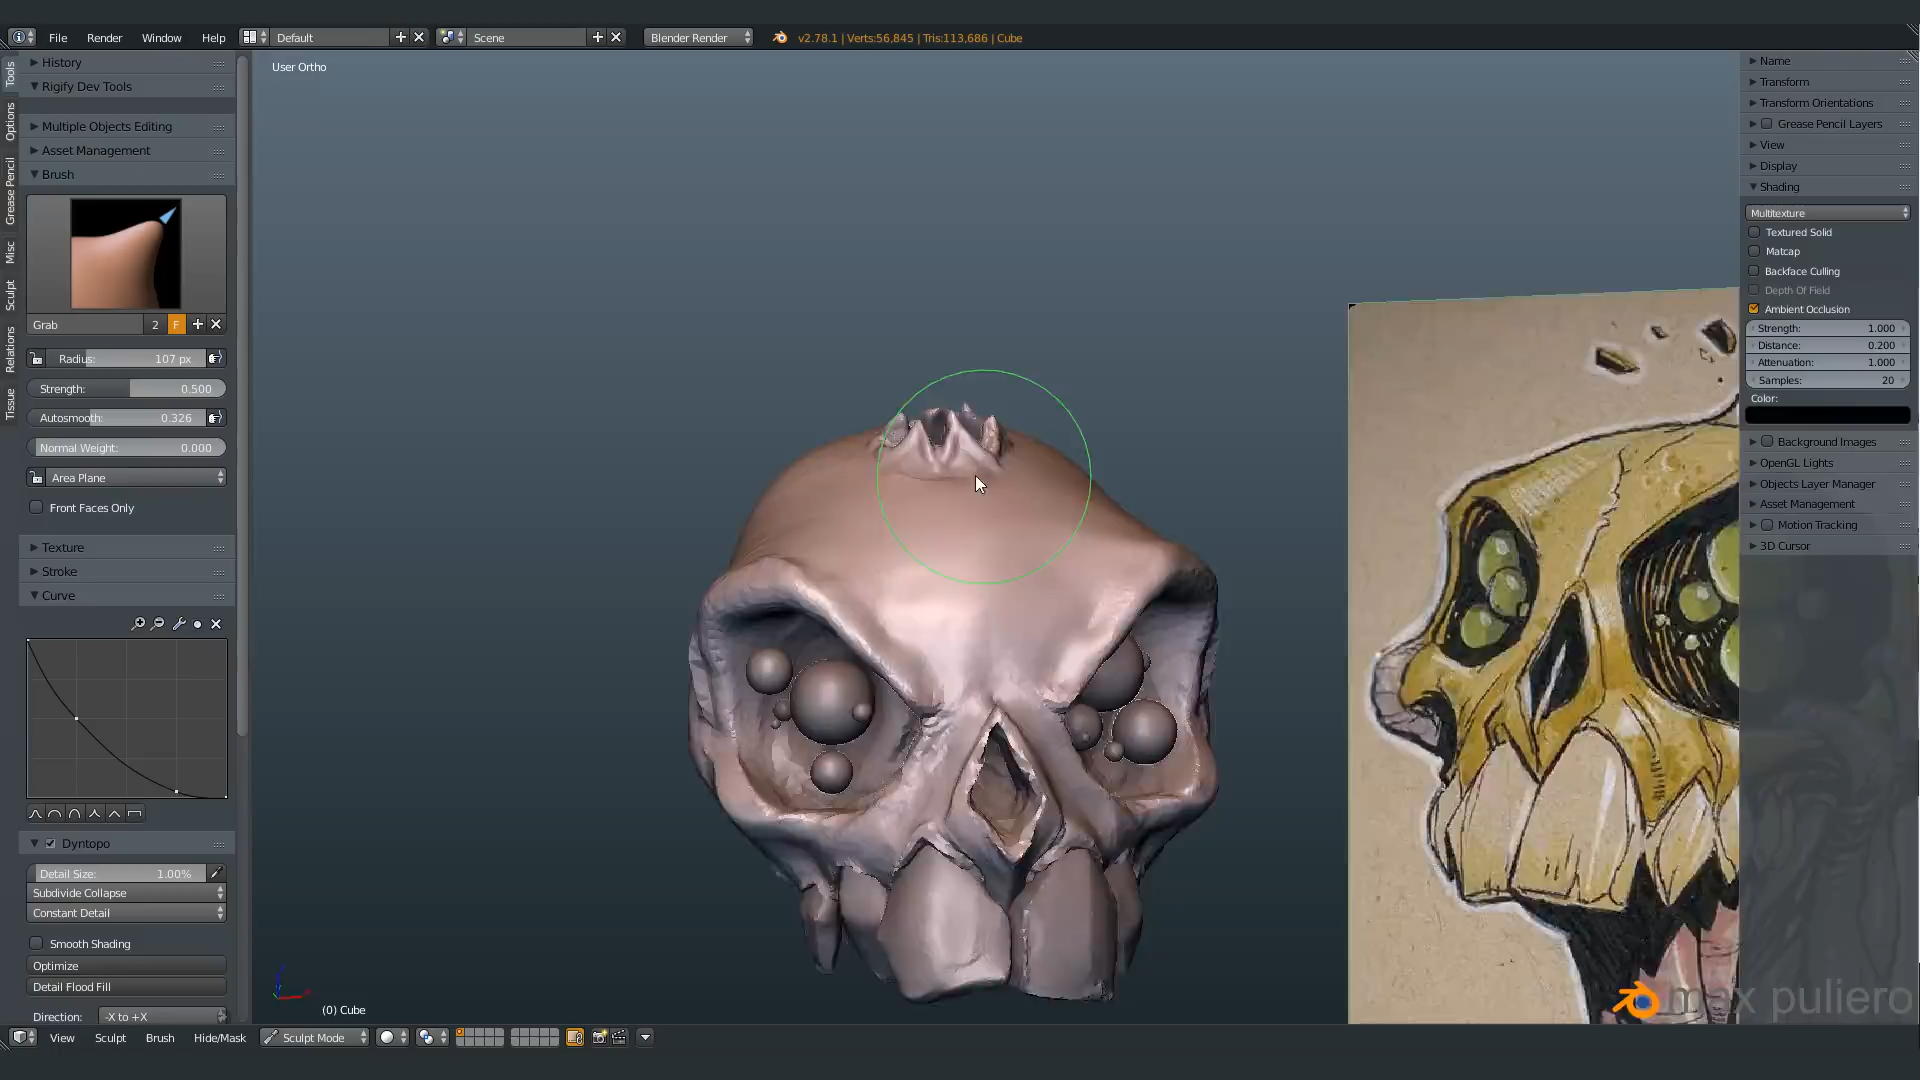 File Render Window Help Default Scene Blender Render v2.78.1 | Verts:56,845 | Tris:113,686 | Cube
User Ortho
Tools
Options
Grease Pencil
Misc
Sculpt
Relations
Tissue
History
Rigify Dev Tools
Multiple Objects Editing
Asset Management
Brush
Grab 2 F
Radius: 107 px
Strength: 0.500
Autosmooth: 0.326
Normal Weight: 0.000
Area Plane
Front Faces Only
Texture
Stroke
Curve
Dyntopo
Detail Size: 1.00%
Subdivide Collapse
Constant Detail
Smooth Shading
Optimize
Detail Flood Fill
Direction: -X to +X
(0) Cube
Name
Transform
Transform Orientations
Grease Pencil Layers
View
Display
Shading
Multitexture
Textured Solid
Matcap
Backface Culling
Depth Of Field
Ambient Occlusion
Strength: 1.000
Distance: 0.200
Attenuation: 1.000
Samples: 20
Color:
Background Images
OpenGL Lights
Objects Layer Manager
Asset Management
Motion Tracking
3D Cursor
max puliero
View Sculpt Brush Hide/Mask Sculpt Mode